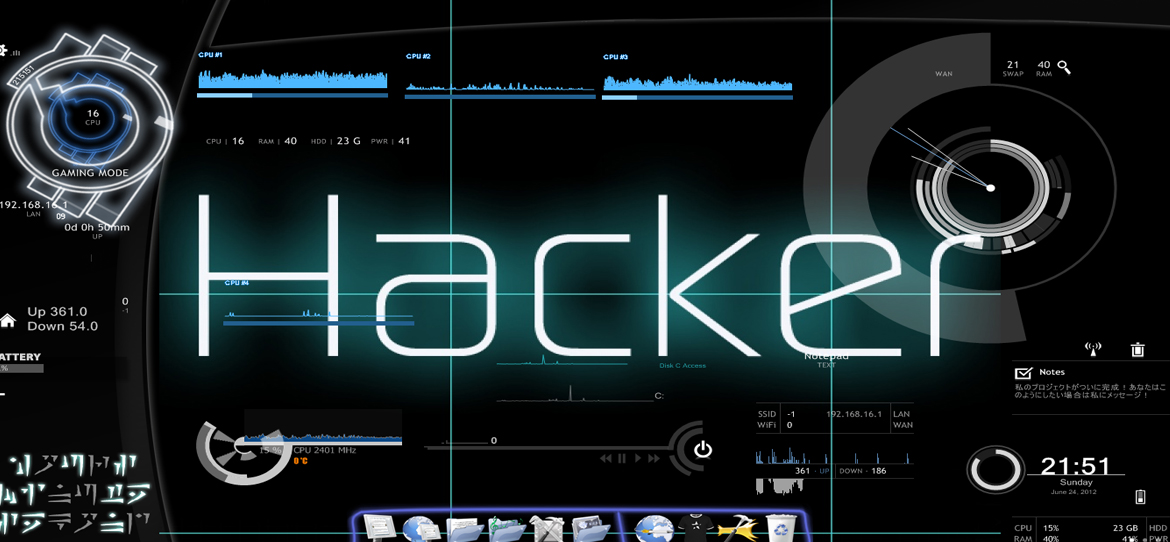 CPU #1
CPU #2
CPU #3
WAN
21
SWAP
40
RAM
215151
16
CPU
GAMING MODE
CPU | 16 RAM | 40 HDD | 23 G PWR | 41
192.168.16.1
LAN
09
0d 0h 50mm
UP
Hacker
CPU #4
0
-1
Up 361.0
Down 54.0
ATTERY
%
Notepad
TEXT
Disk C Access
C:
Notes
私のプロジェクトがついに完成！あなたはこ
のようにしたい場合は私にメッセージ！
SSID -1 192.168.16.1 LAN
WiFi 0 WAN
0
15 % CPU 2401 MHz
0°C
361 - UP DOWN - 186
21:51
Sunday
June 24, 2012
CPU 15% 23 GB HDD
RAM 40% 41% PWR